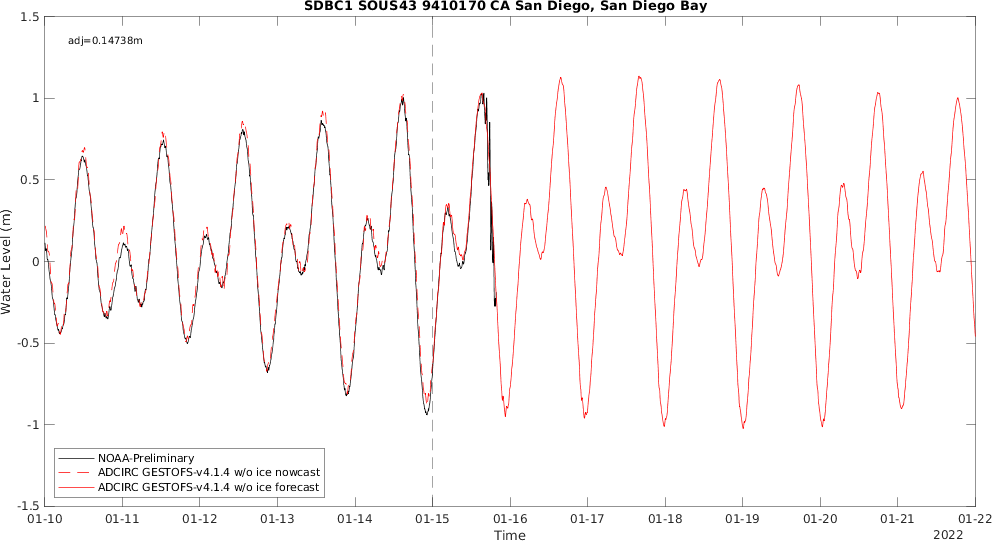 SDBC1 SOUS43 9410170 CA San Diego, San Diego Bay
1.5
adj=0.14738m
1
0.5
0
-0.5
-1
-1.5
Water Level (m)
NOAA-Preliminary
ADCIRC GESTOFS-v4.1.4 w/o ice nowcast
ADCIRC GESTOFS-v4.1.4 w/o ice forecast
01-10 01-11 01-12 01-13 01-14 01-15 01-16 01-17 01-18 01-19 01-20 01-21 01-22
Time
2022